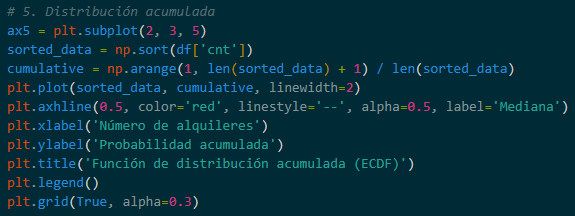 # 5. Distribución acumulada
ax5 = plt.subplot(2, 3, 5)
sorted_data = np.sort(df['cnt'])
cumulative = np.arange(1, len(sorted_data) + 1) / len(sorted_data)
plt.plot(sorted_data, cumulative, linewidth=2)
plt.axhline(0.5, color='red', linestyle='--', alpha=0.5, label='Mediana')
plt.xlabel('Número de alquileres')
plt.ylabel('Probabilidad acumulada')
plt.title('Función de distribución acumulada (ECDF)')
plt.legend()
plt.grid(True, alpha=0.3)